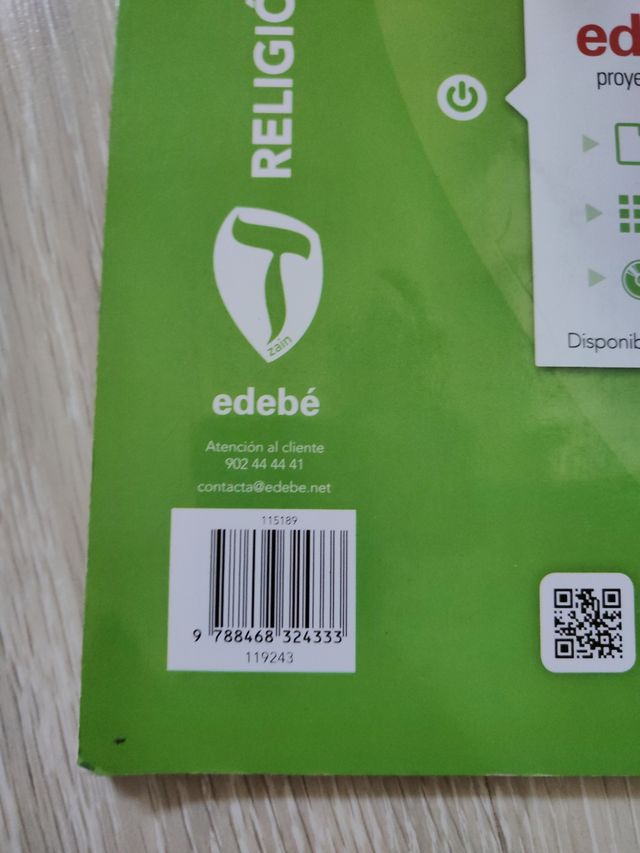 RELIGIÓ
zain
edebé
Atención al cliente
902 44 44 41
contacta@edebe.net
115189
9 788468 324333
119243
ed
proye
Disponib